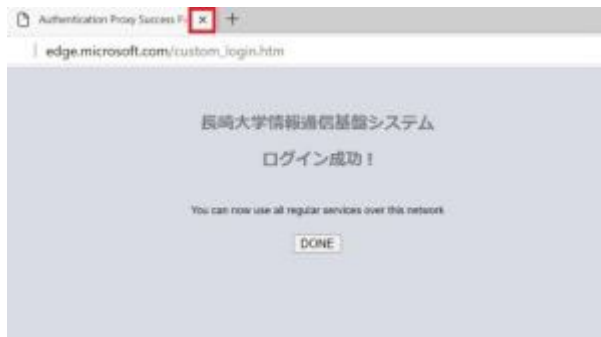 Authentication Proxy Success P
edge.microsoft.com/custom_login.htm
長崎大学情報通信基盤システム
ログイン成功！
You can now use all regular services over this network
DONE